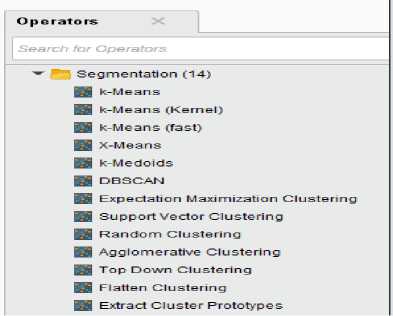 Operators
Search for Operators
Segmentation (14)
k-Means
k-Means (Kernel)
k-Means (fast)
X-Means
k-Medoids
DBSCAN
Expectation Maximization Clustering
Support Vector Clustering
Random Clustering
Agglomerative Clustering
Top Down Clustering
Flatten Clustering
Extract Cluster Prototypes